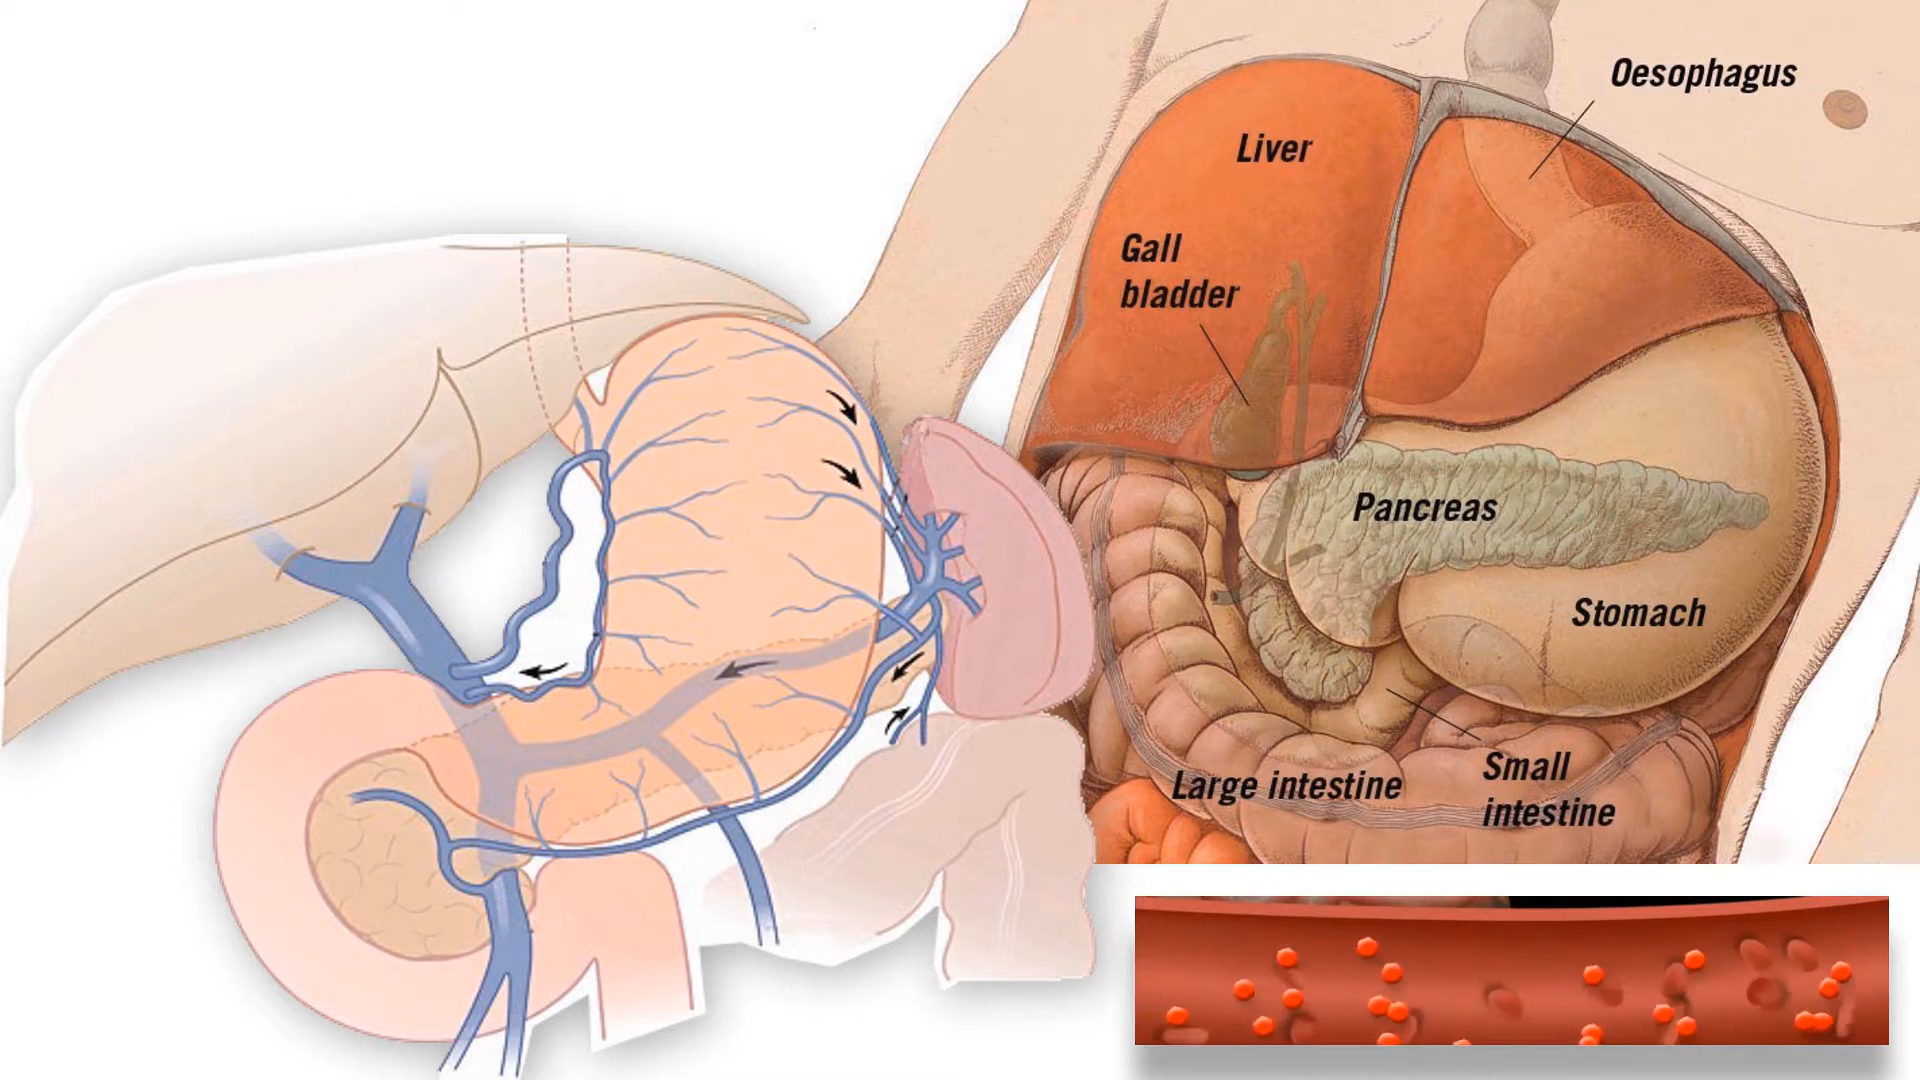 Oesophagus
Liver
Gall
bladder
Pancreas
Stomach
Small
intestine
Large intestine